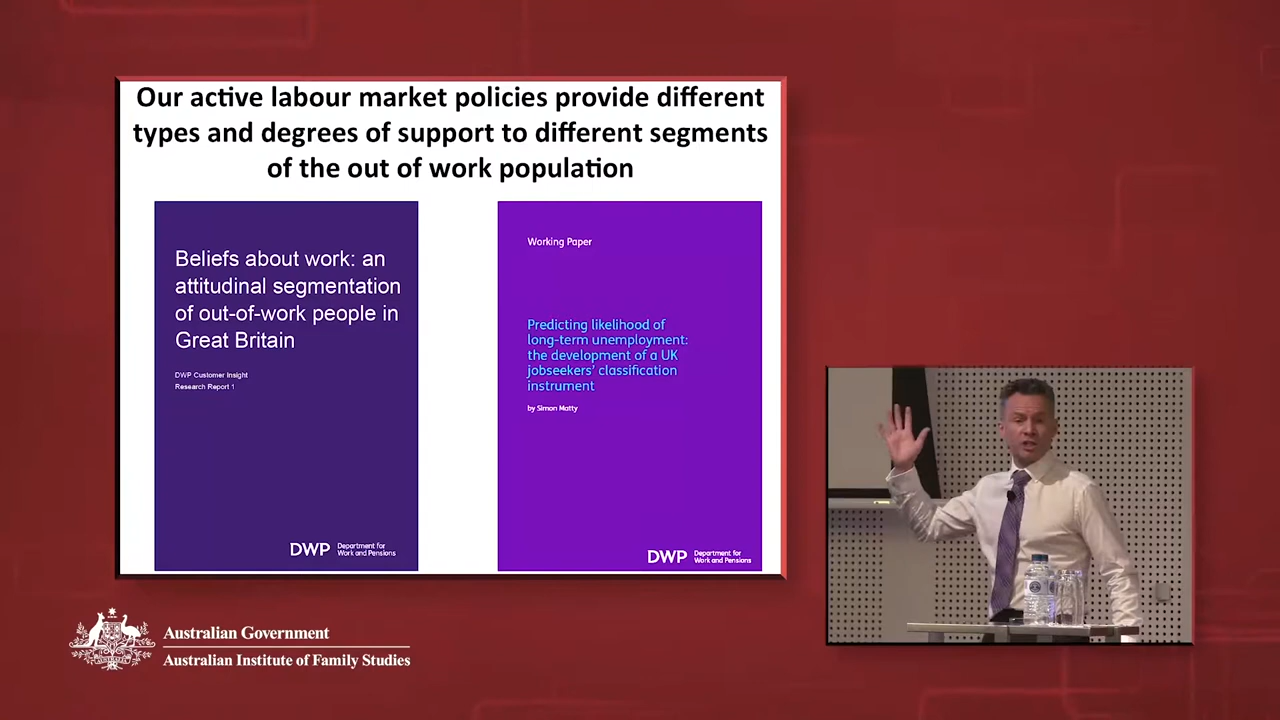 Our active labour market policies provide different
types and degrees of support to different segments
of the out of work population
Beliefs about work: an
attitudinal segmentation
of out-of-work people in
Great Britain
DWP Customer Insight
Research Report 1
DWP Department for
Work and Pensions
Working Paper
Predicting likelihood of
long-term unemployment:
the development of a UK
jobseekers' classification
instrument
by Simon Matty
DWP Department for
Work and Pensions
Australian Government
Australian Institute of Family Studies